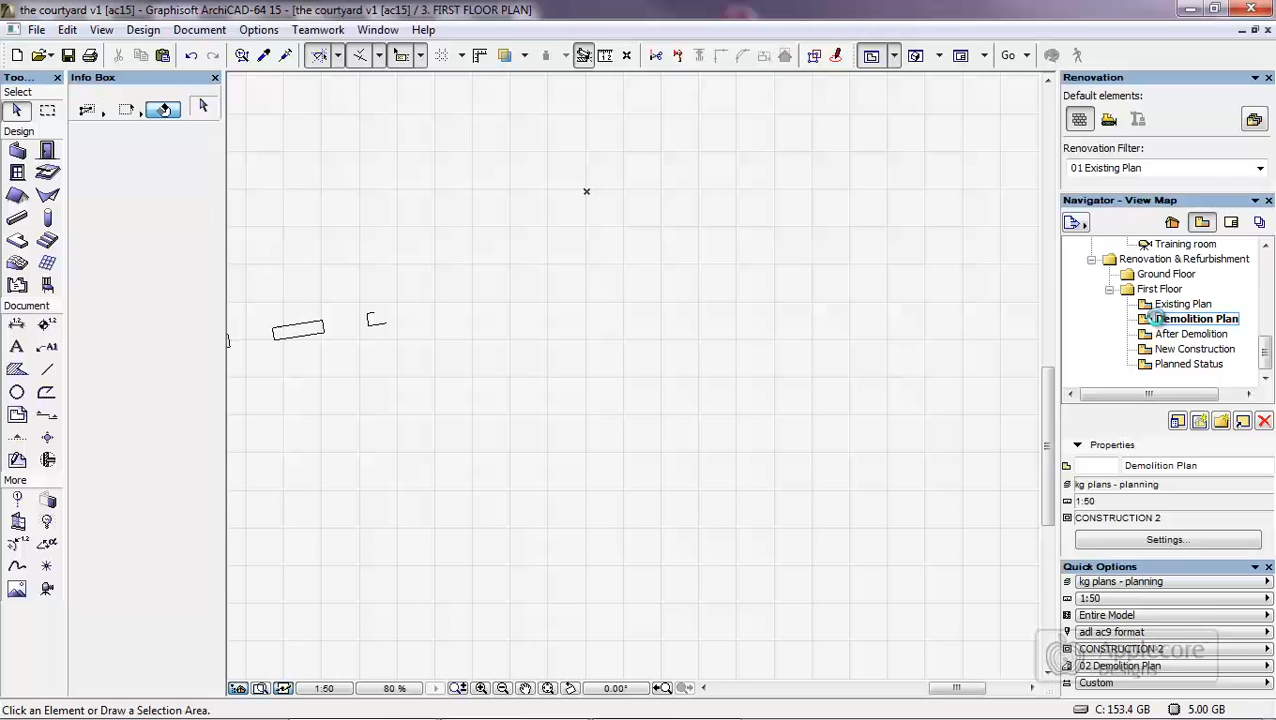 the courtyard v1 [ac15] - Graphisoft ArchiCAD-64 15 - [the courtyard v1 [ac15] / 3. FIRST FLOOR PLAN]
File Edit View Design Document Options Teamwork Window Help
Go
Too...
Info Box
Select
Design
Document
More
Renovation
Default elements:
Renovation Filter:
01 Existing Plan
Navigator - View Map
Training room
Renovation & Refurbishment
Ground Floor
First Floor
Existing Plan
Demolition Plan
After Demolition
New Construction
Planned Status
Properties
Demolition Plan
kg plans - planning
1:50
CONSTRUCTION 2
Settings...
Quick Options
kg plans - planning
1:50
Entire Model
adl ac9 format
CONSTRUCTION 2
02 Demolition Plan
Custom
Applecore
Designs
1:50
80 %
0.00°
Click an Element or Draw a Selection Area.
C: 153.4 GB
5.00 GB